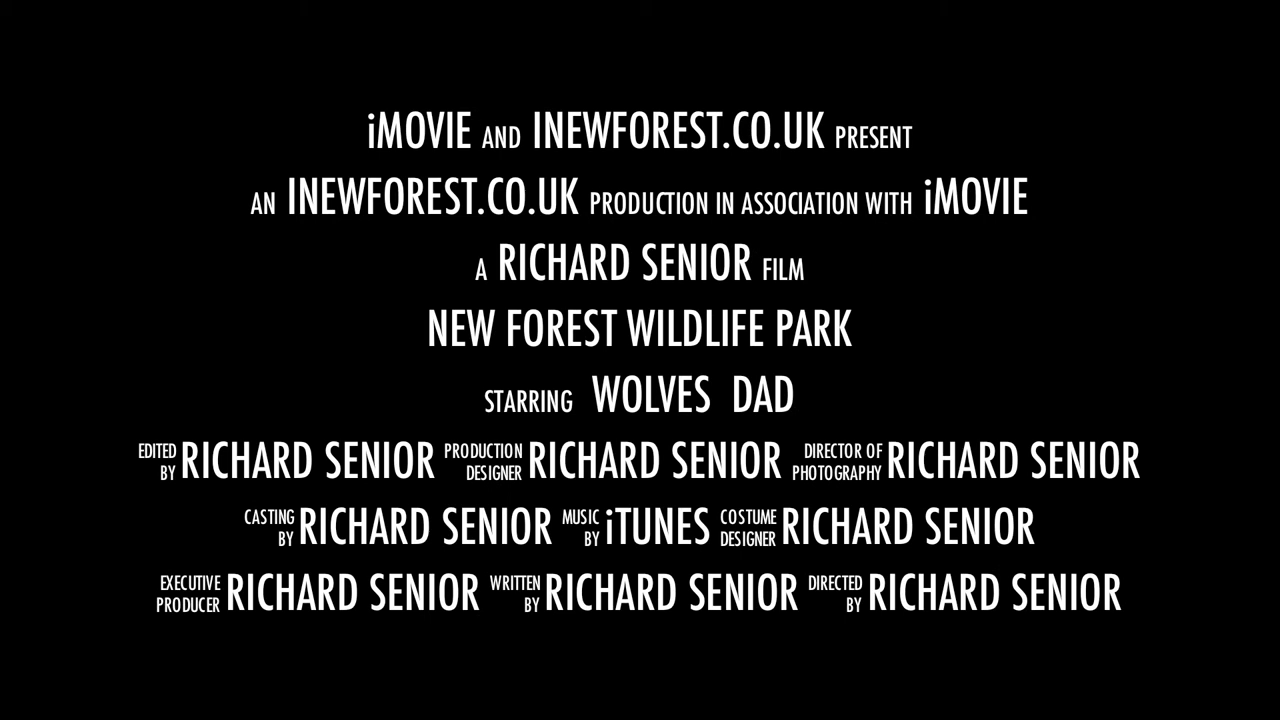 iMOVIE AND INEWFOREST.CO.UK PRESENT
AN INEWFOREST.CO.UK PRODUCTION IN ASSOCIATION WITH iMOVIE
A RICHARD SENIOR FILM
NEW FOREST WILDLIFE PARK
STARRING WOLVES DAD
EDITED BY RICHARD SENIOR PRODUCTION DESIGNER RICHARD SENIOR DIRECTOR OF PHOTOGRAPHY RICHARD SENIOR
CASTING BY RICHARD SENIOR MUSIC BY iTUNES COSTUME DESIGNER RICHARD SENIOR
EXECUTIVE PRODUCER RICHARD SENIOR WRITTEN BY RICHARD SENIOR DIRECTED BY RICHARD SENIOR